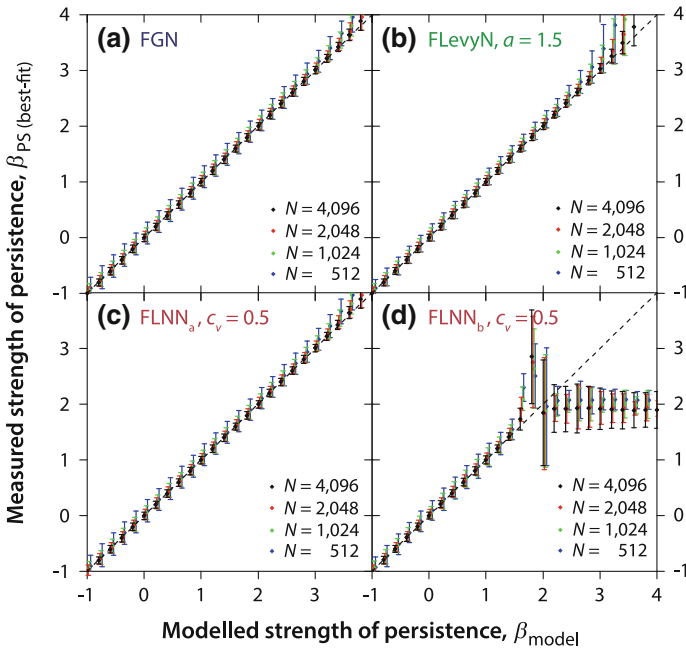 Measured strength of persistence, βPS (best-fit)
(a) FGN
4
3
2
1
0
-1
N = 4,096
N = 2,048
N = 1,024
N = 512
(b) FLevyN, a = 1.5
4
3
2
1
0
-1
N = 4,096
N = 2,048
N = 1,024
N = 512
(c) FLNNa, cv = 0.5
3
2
1
0
-1
N = 4,096
N = 2,048
N = 1,024
N = 512
(d) FLNNb, cv = 0.5
3
2
1
0
-1
N = 4,096
N = 2,048
N = 1,024
N = 512
-1 0 1 2 3 -1 0 1 2 3 4
Modelled strength of persistence, βmodel